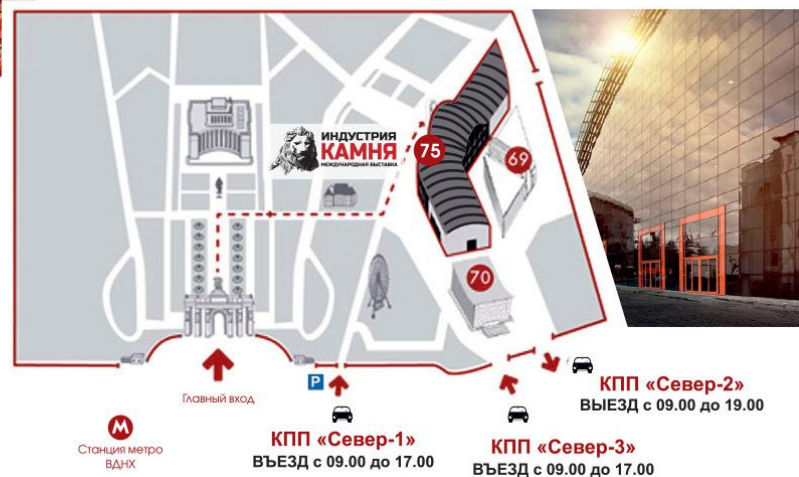 ИНДУСТРИЯ
КАМНЯ
МЕЖДУНАРОДНАЯ ВЫСТАВКА
75
69
70
P
Главный вход
М
Станция метро
ВДНХ
КПП «Север-1»
ВЪЕЗД с 09.00 до 17.00
КПП «Север-3»
ВЪЕЗД с 09.00 до 17.00
КПП «Север-2»
ВЫЕЗД с 09.00 до 19.00